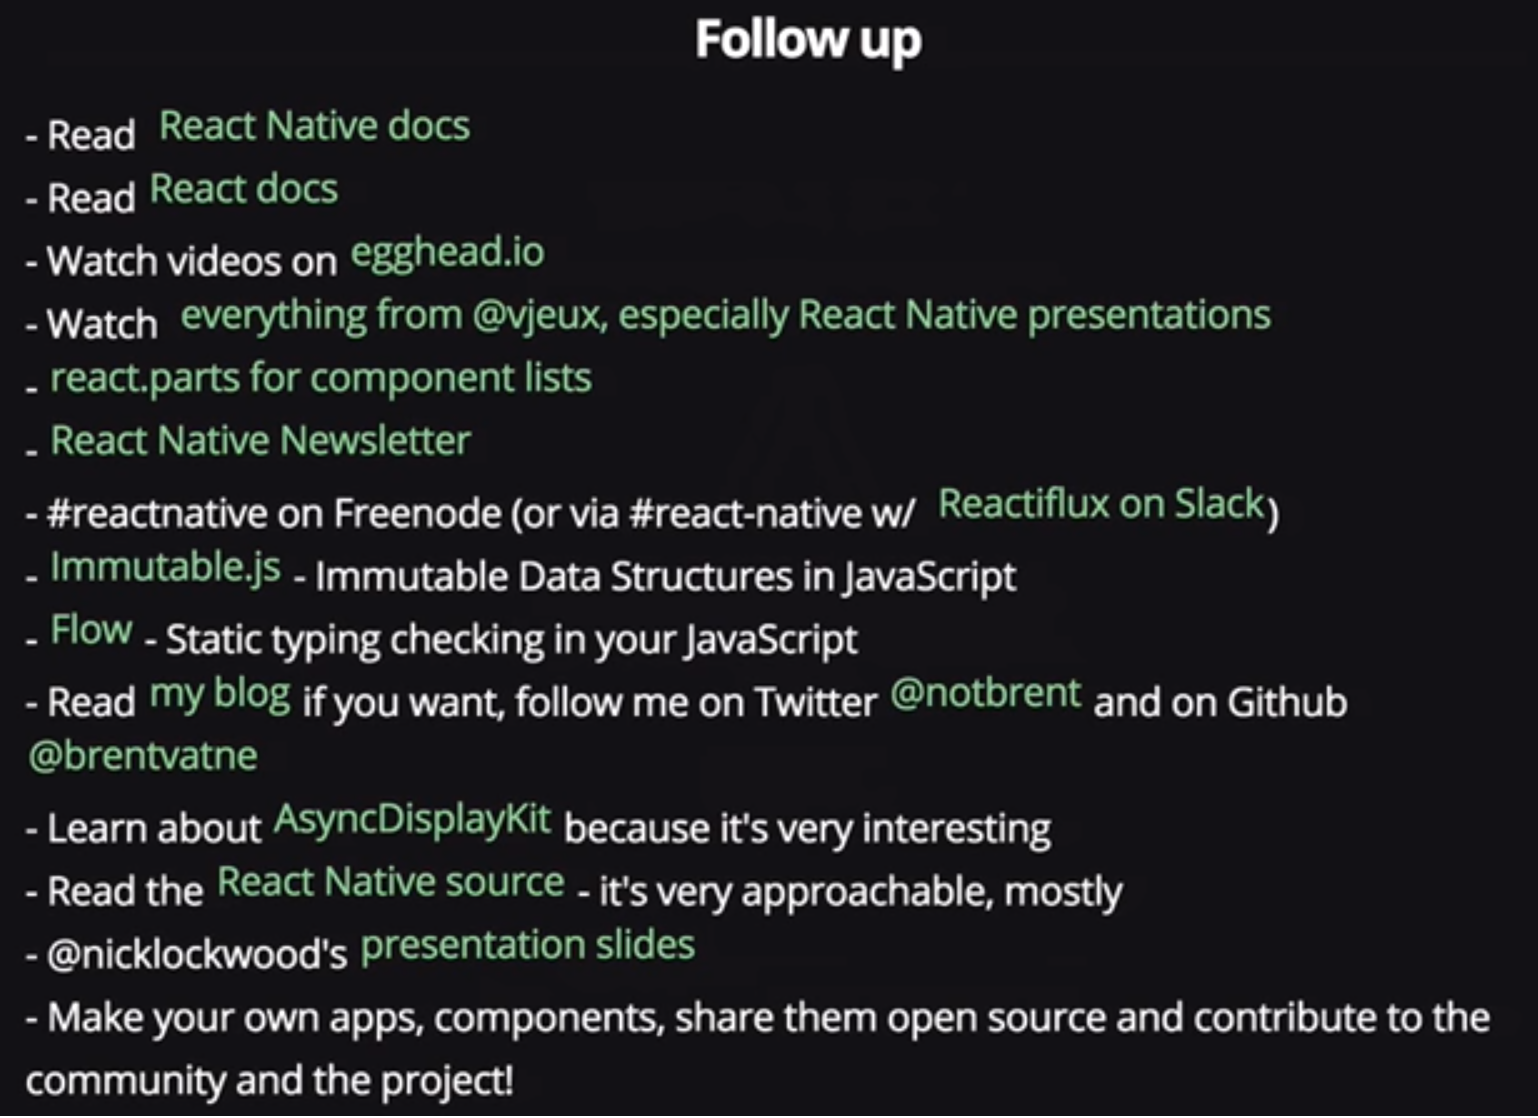 Follow up
- Read React Native docs
- Read React docs
- Watch videos on egghead.io
- Watch everything from @vjeux, especially React Native presentations
- react.parts for component lists
- React Native Newsletter
- #reactnative on Freenode (or via #react-native w/ Reactiflux on Slack)
- Immutable.js - Immutable Data Structures in JavaScript
- Flow - Static typing checking in your JavaScript
- Read my blog if you want, follow me on Twitter @notbrent and on Github
@brentvatne
- Learn about AsyncDisplayKit because it's very interesting
- Read the React Native source - it's very approachable, mostly
- @nicklockwood's presentation slides
- Make your own apps, components, share them open source and contribute to the
community and the project!